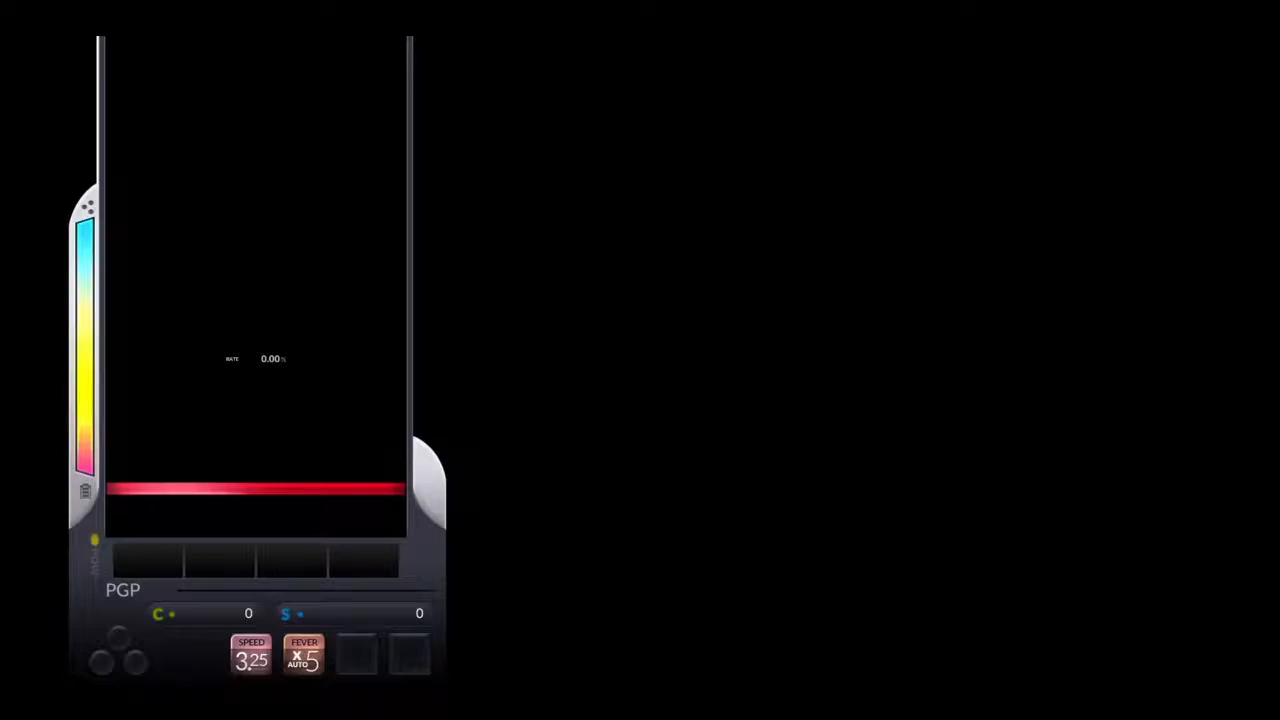 RATE 0.00%
PGP
C 0 S 0
SPEED FEVER
3.25 X AUTO 5